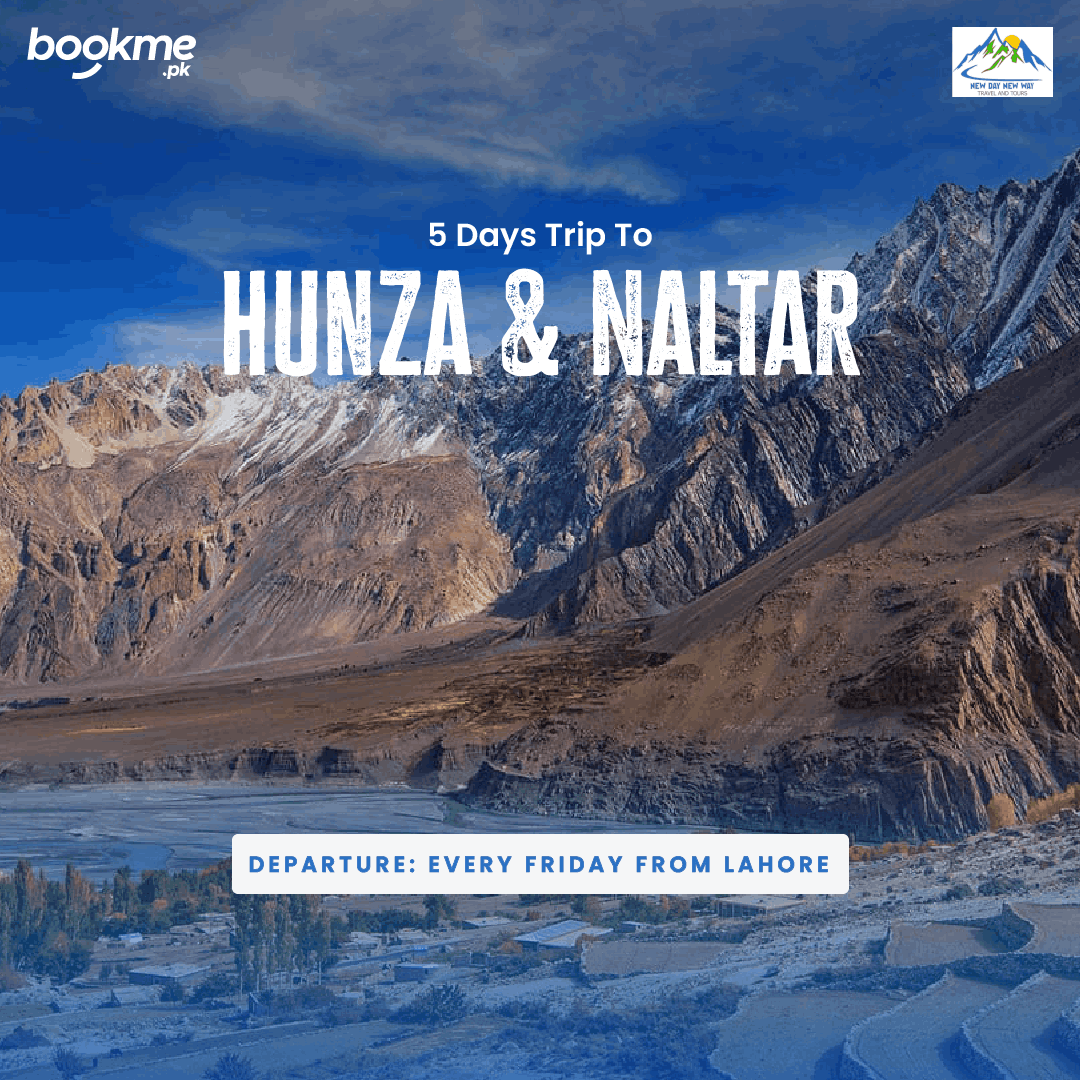 bookme
.pk
NEW DAY NEW WAY
TRAVEL AND TOURS
5 Days Trip To
HUNZA & NALTAR
DEPARTURE: EVERY FRIDAY FROM LAHORE